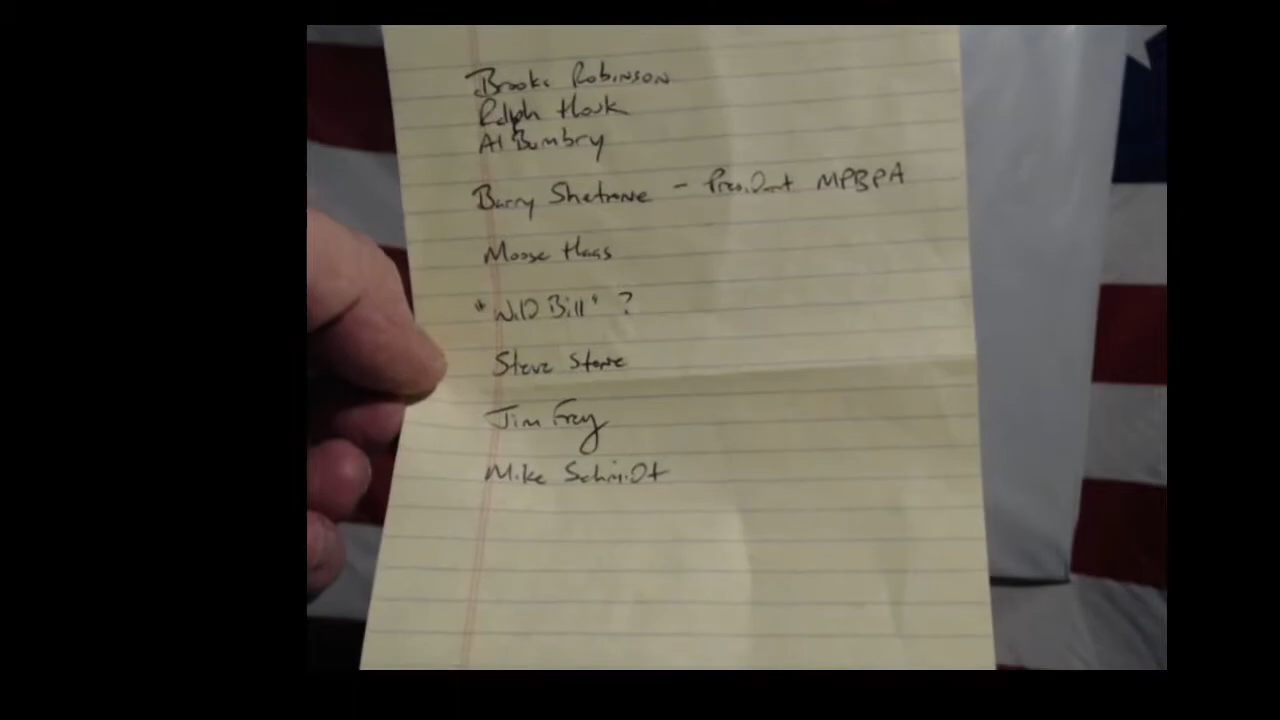 Brooks Robinson
Ralph Houk
Al Bumbry
Barry Shetrone - President MPBPA
Moose Haas
"Wild Bill" ?
Steve Stone
Jim Frey
Mike Schmidt